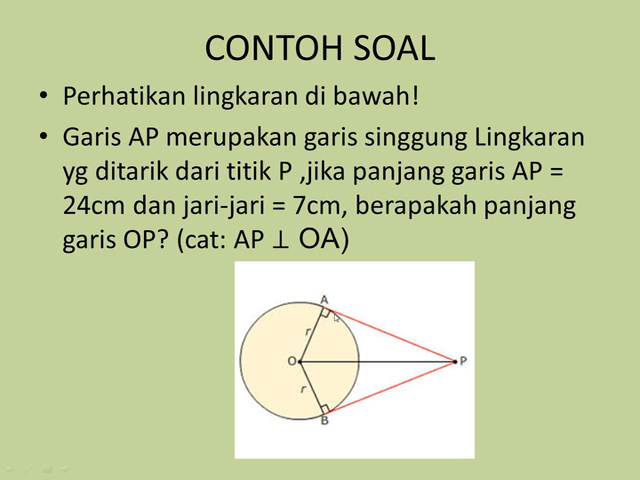 CONTOH SOAL
• Perhatikan lingkaran di bawah!
• Garis AP merupakan garis singgung Lingkaran
yg ditarik dari titik P ,jika panjang garis AP =
24cm dan jari-jari = 7cm, berapakah panjang
garis OP? (cat: AP ⊥ OA)
A
r
O
P
r
B